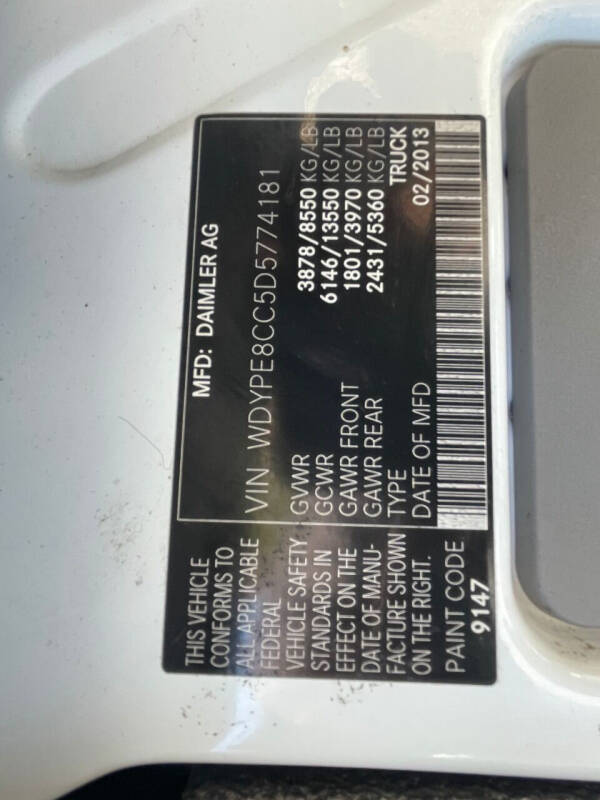 THIS VEHICLE
CONFORMS TO
ALL APPLICABLE
FEDERAL
VEHICLE SAFETY
STANDARDS IN
EFFECT ON THE
DATE OF MANU-
FACTURE SHOWN
ON THE RIGHT.
PAINT CODE
9147
MFD: DAIMLER AG
VIN WDYPE8CC5D5774181
GVWR 3878/8550 KG/LB
GCWR 6146/13550 KG/LB
GAWR FRONT 1801/3970 KG/LB
GAWR REAR 2431/5360 KG/LB
TYPE TRUCK
DATE OF MFD 02/2013